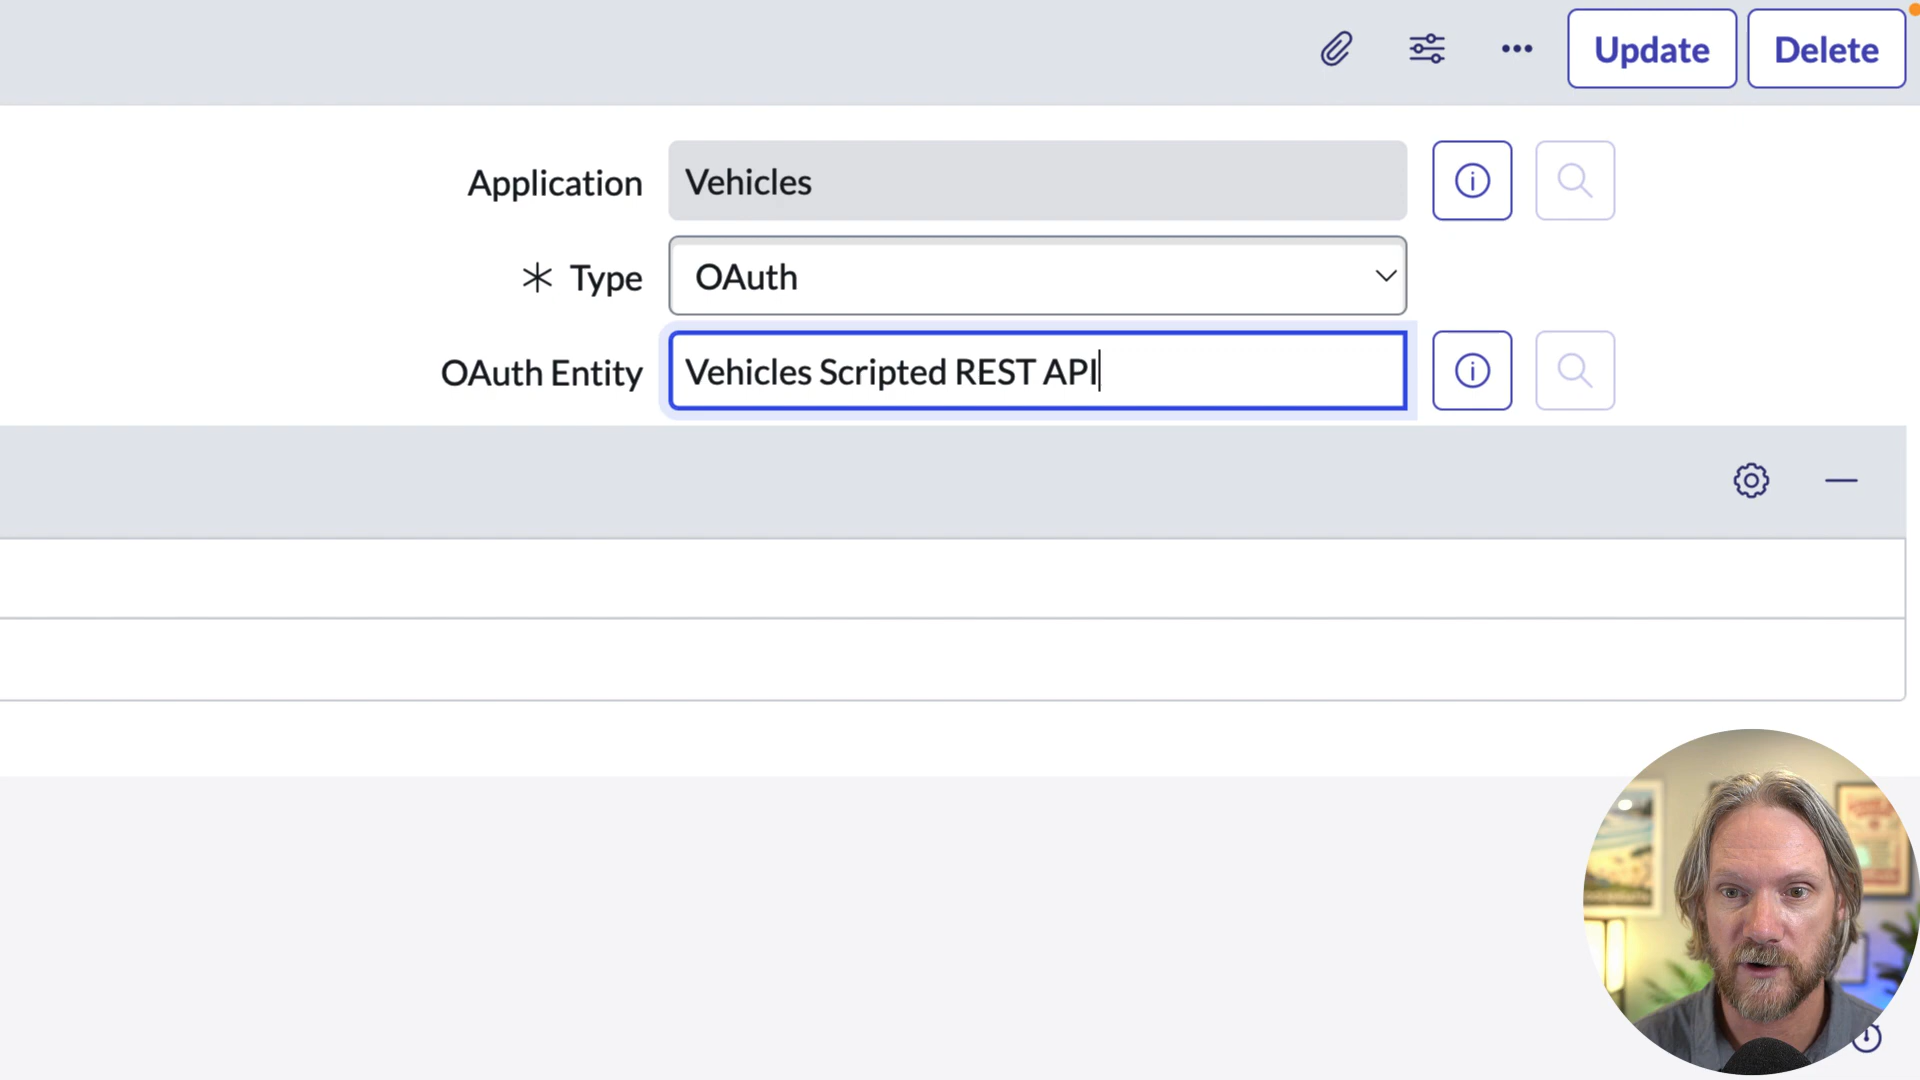 Update Delete
Application Vehicles
* Type OAuth
OAuth Entity Vehicles Scripted REST API